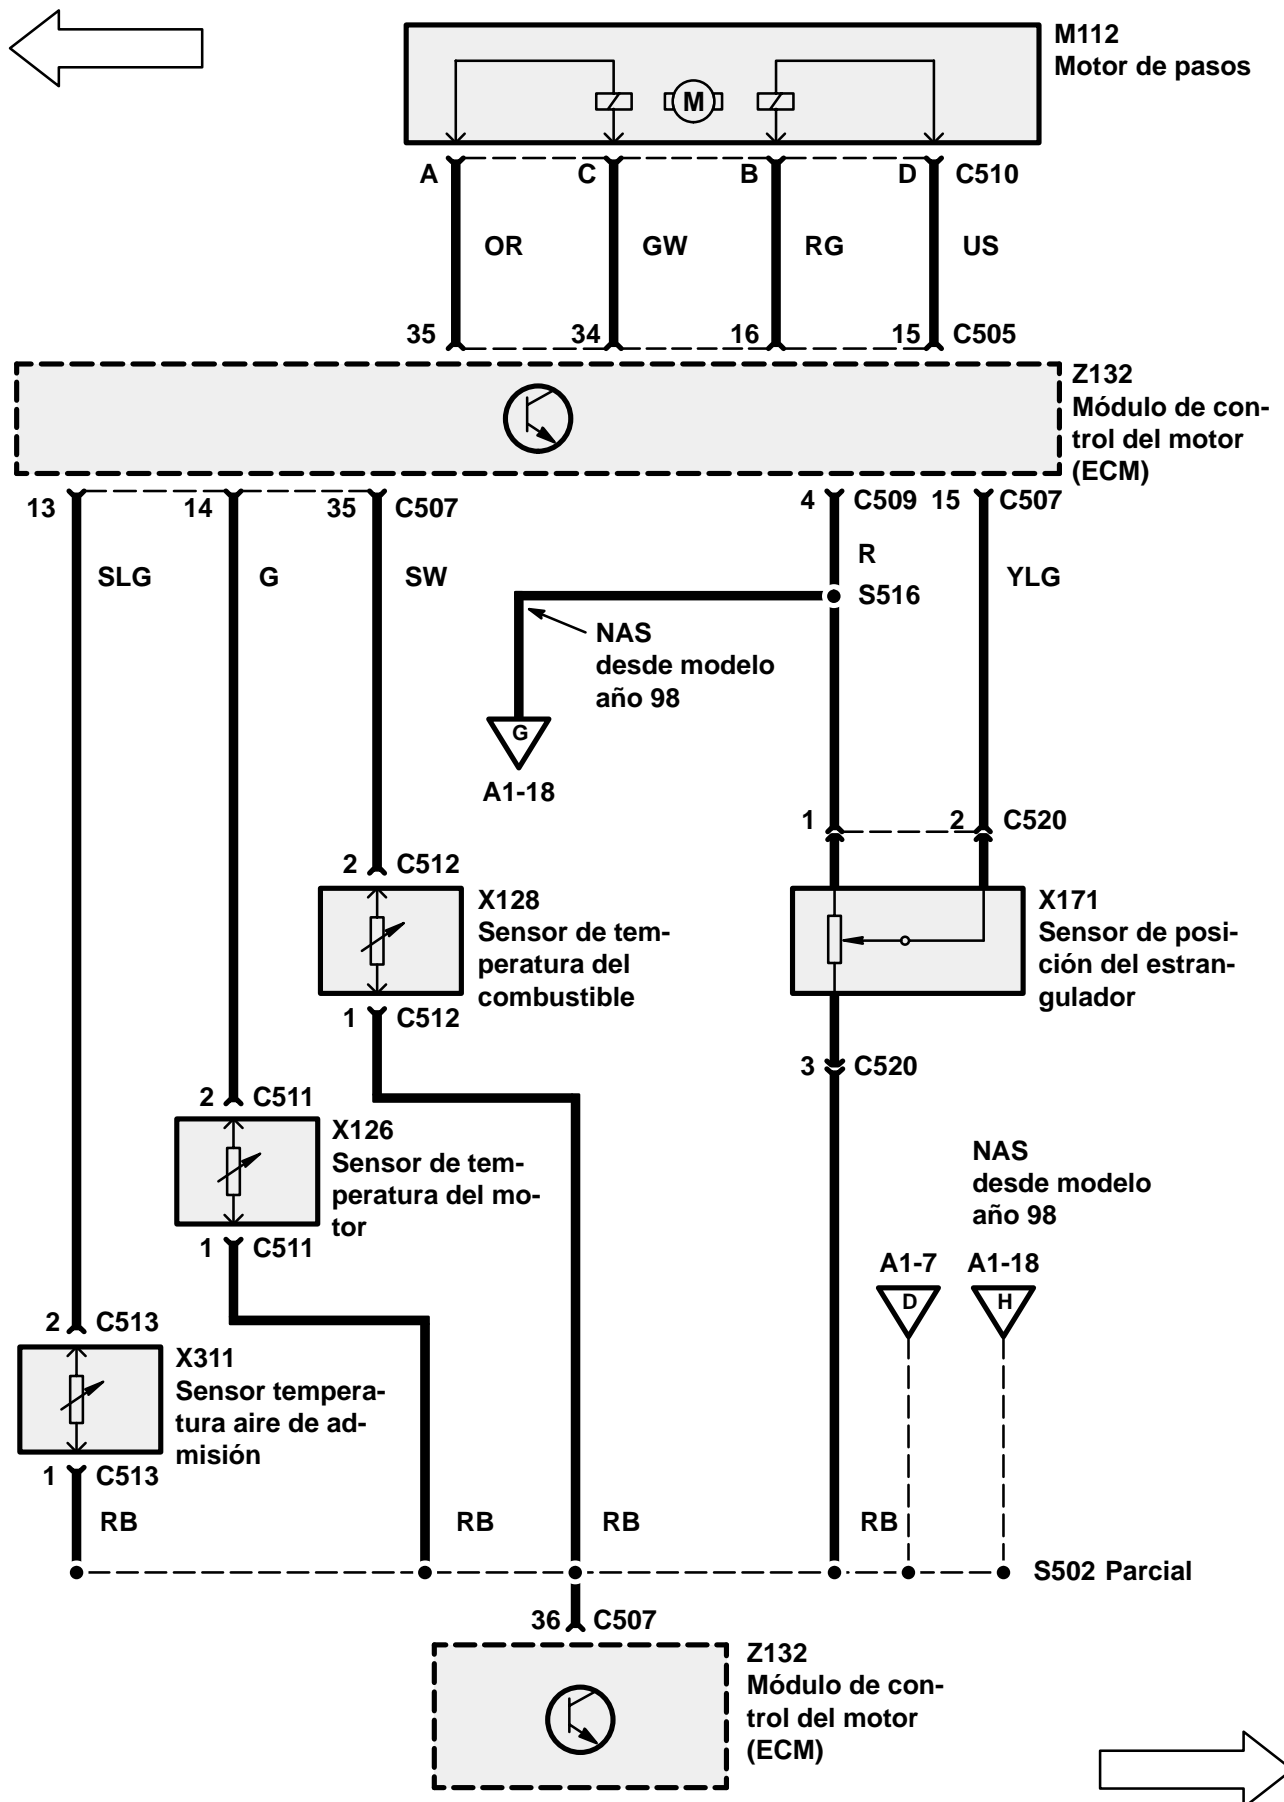 M112
Motor de pasos
M
A
C
B
D
C510
OR
GW
RG
US
35
34
16
15
C505
Z132
Módulo de con-
trol del motor
(ECM)
13
14
35
C507
4
C509
15
C507
SLG
G
SW
R
YLG
S516
NAS
desde modelo
año 98
G
A1-18
1
2
C520
2
C512
X128
Sensor de tem-
peratura del
combustible
X171
Sensor de posi-
ción del estran-
gulador
1
C512
3
C520
2
C511
X126
Sensor de tem-
peratura del mo-
tor
1
C511
NAS
desde modelo
año 98
A1-7
A1-18
D
H
2
C513
X311
Sensor tempera-
tura aire de ad-
misión
1
C513
RB
RB
RB
RB
S502 Parcial
36
C507
Z132
Módulo de con-
trol del motor
(ECM)